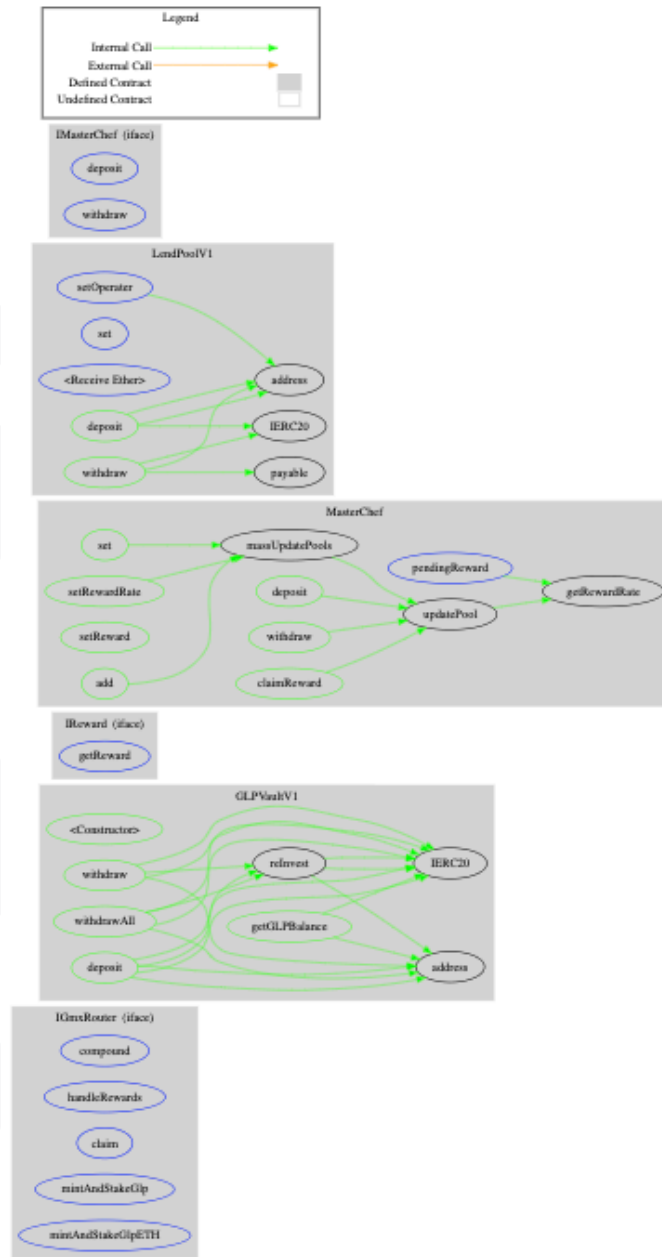 Legend
Internal Call
External Call
Defined Contract
Undefined Contract
IMasterChef (iface)
deposit
withdraw
LendPoolV1
setOperater
set
<Receive Ether>
address
deposit
IERC20
withdraw
payable
MasterChef
set
massUpdatePools
pendingReward
setRewardRate
deposit
getRewardRate
updatePool
setReward
withdraw
add
claimReward
IReward (iface)
getReward
GLPVaultV1
<Constructor>
withdraw
reInvest
IERC20
withdrawAll
getGLPBalance
deposit
address
IGmxRouter (iface)
compound
handleRewards
claim
mintAndStakeGlp
mintAndStakeGlpETH